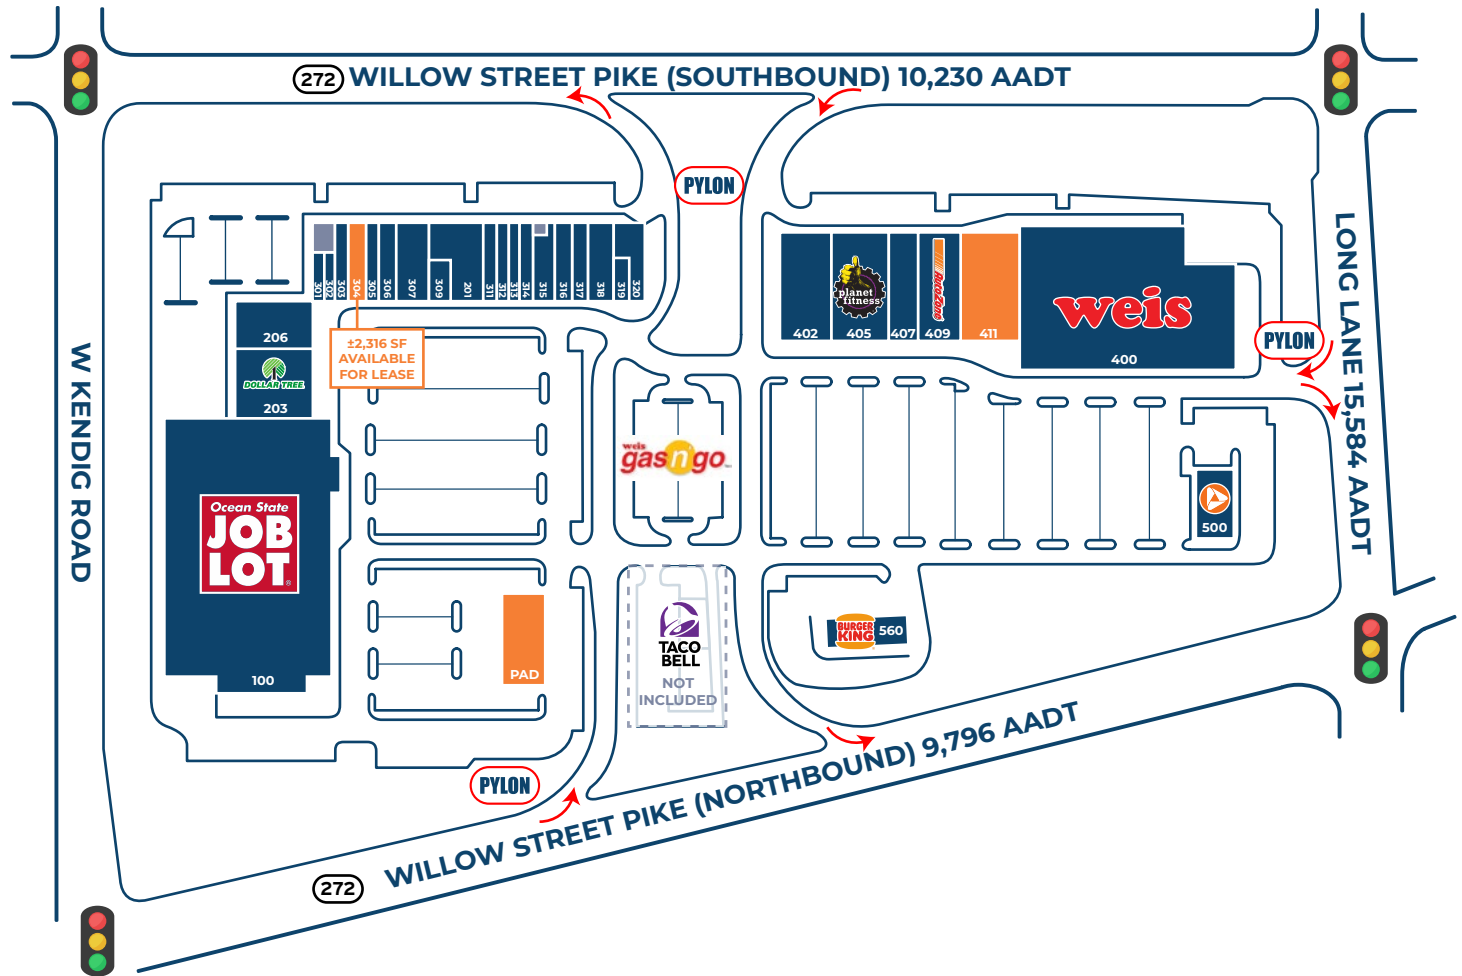 272 WILLOW STREET PIKE (SOUTHBOUND) 10,230 AADT
PYLON
301
302
303
304
305
306
307
309
201
311
312
313
314
315
316
317
318
319
320
±2,316 SF
AVAILABLE
FOR LEASE
206
DOLLAR TREE
203
Ocean State
JOB
LOT
100
W KENDIG ROAD
402
planet
fitness
405
407
409
411
weis
400
PYLON
LONG LANE 15,584 AADT
weis
gas n' go
500
BURGER
KING
560
TACO
BELL
NOT
INCLUDED
PAD
PYLON
272 WILLOW STREET PIKE (NORTHBOUND) 9,796 AADT